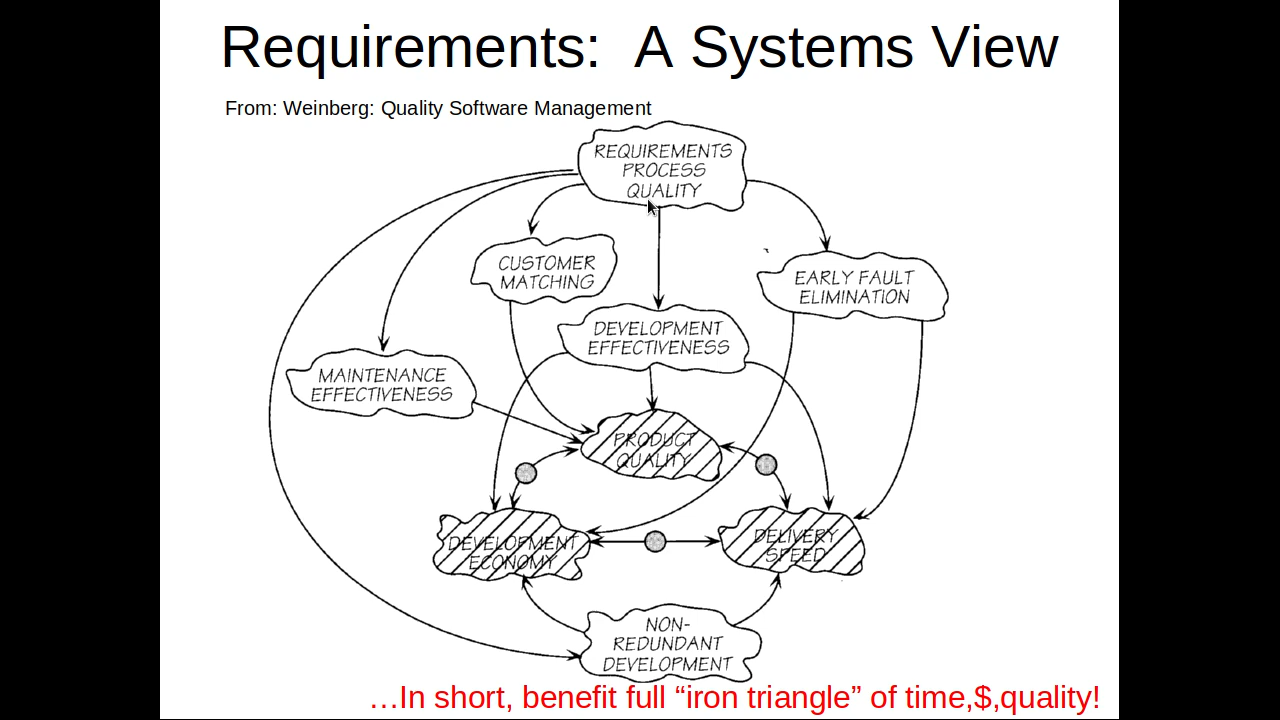 Requirements: A Systems View
From: Weinberg: Quality Software Management
REQUIREMENTS
PROCESS
QUALITY
CUSTOMER
MATCHING
EARLY FAULT
ELIMINATION
DEVELOPMENT
EFFECTIVENESS
MAINTENANCE
EFFECTIVENESS
PRODUCT
QUALITY
DEVELOPMENT
ECONOMY
DELIVERY
SPEED
NON-
REDUNDANT
DEVELOPMENT
…In short, benefit full “iron triangle” of time,$,quality!